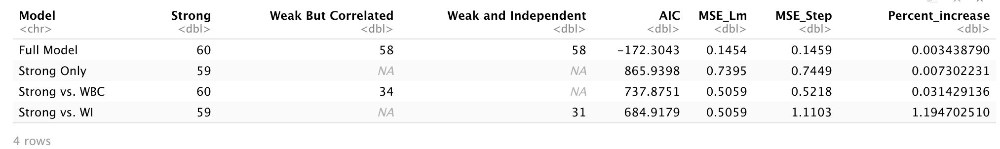 Model Strong Weak But Correlated Weak and Independent AIC MSE_Lm MSE_Step Percent_increase
<chr> <dbl> <dbl> <dbl> <dbl> <dbl> <dbl> <dbl>
Full Model 60 58 58 -172.3043 0.1454 0.1459 0.003438790
Strong Only 59 NA NA 865.9398 0.7395 0.7449 0.007302231
Strong vs. WBC 60 34 NA 737.8751 0.5059 0.5218 0.031429136
Strong vs. WI 59 NA 31 684.9179 0.5059 1.1103 1.194702510
4 rows